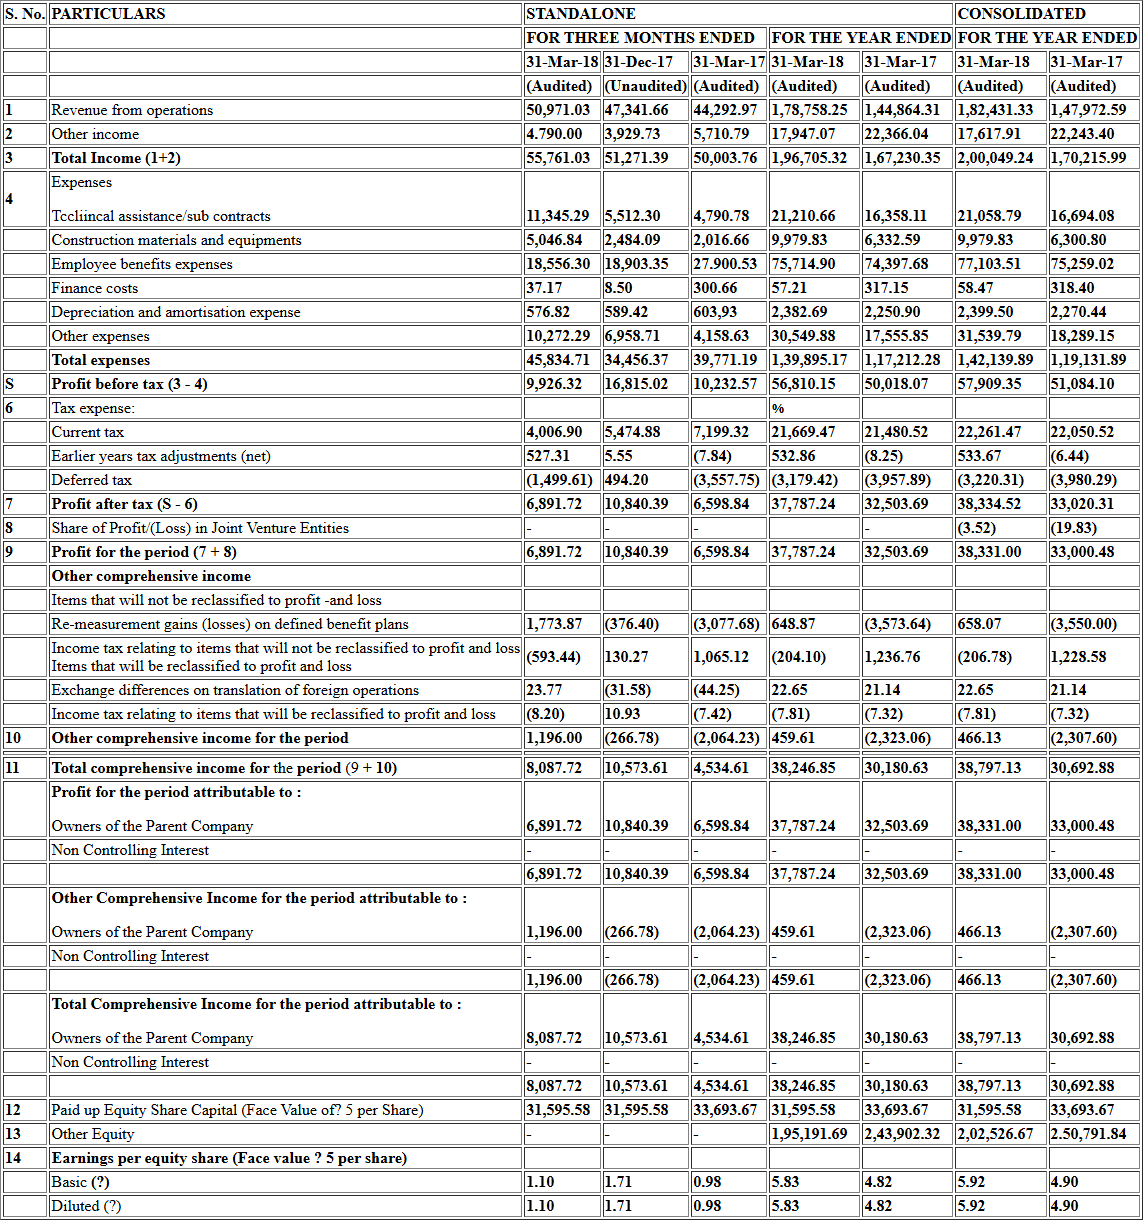 S. No. PARTICULARS STANDALONE CONSOLIDATED
FOR THREE MONTHS ENDED FOR THE YEAR ENDED FOR THE YEAR ENDED
31-Mar-18 31-Dec-17 31-Mar-17 31-Mar-18 31-Mar-17 31-Mar-18 31-Mar-17
(Audited) (Unaudited) (Audited) (Audited) (Audited) (Audited) (Audited)
1 Revenue from operations 50,971.03 47,341.66 44,292.97 1,78,758.25 1,44,864.31 1,82,431.33 1,47,972.59
2 Other income 4.790.00 3,929.73 5,710.79 17,947.07 22,366.04 17,617.91 22,243.40
3 Total Income (1+2) 55,761.03 51,271.39 50,003.76 1,96,705.32 1,67,230.35 2,00,049.24 1,70,215.99
4 Expenses
Tccliincal assistance/sub contracts 11,345.29 5,512.30 4,790.78 21,210.66 16,358.11 21,058.79 16,694.08
Construction materials and equipments 5,046.84 2,484.09 2,016.66 9,979.83 6,332.59 9,979.83 6,300.80
Employee benefits expenses 18,556.30 18,903.35 27.900.53 75,714.90 74,397.68 77,103.51 75,259.02
Finance costs 37.17 8.50 300.66 57.21 317.15 58.47 318.40
Depreciation and amortisation expense 576.82 589.42 603,93 2,382.69 2,250.90 2,399.50 2,270.44
Other expenses 10,272.29 6,958.71 4,158.63 30,549.88 17,555.85 31,539.79 18,289.15
Total expenses 45,834.71 34,456.37 39,771.19 1,39,895.17 1,17,212.28 1,42,139.89 1,19,131.89
S Profit before tax (3 - 4) 9,926.32 16,815.02 10,232.57 56,810.15 50,018.07 57,909.35 51,084.10
6 Tax expense: %
Current tax 4,006.90 5,474.88 7,199.32 21,669.47 21,480.52 22,261.47 22,050.52
Earlier years tax adjustments (net) 527.31 5.55 (7.84) 532.86 (8.25) 533.67 (6.44)
Deferred tax (1,499.61) 494.20 (3,557.75) (3,179.42) (3,957.89) (3,220.31) (3,980.29)
7 Profit after tax (S - 6) 6,891.72 10,840.39 6,598.84 37,787.24 32,503.69 38,334.52 33,020.31
8 Share of Profit/(Loss) in Joint Venture Entities - - - - (3.52) (19.83)
9 Profit for the period (7 + 8) 6,891.72 10,840.39 6,598.84 37,787.24 32,503.69 38,331.00 33,000.48
Other comprehensive income
Items that will not be reclassified to profit -and loss
Re-measurement gains (losses) on defined benefit plans 1,773.87 (376.40) (3,077.68) 648.87 (3,573.64) 658.07 (3,550.00)
Income tax relating to items that will not be reclassified to profit and loss (593.44) 130.27 1,065.12 (204.10) 1,236.76 (206.78) 1,228.58
Items that will be reclassified to profit and loss
Exchange differences on translation of foreign operations 23.77 (31.58) (44.25) 22.65 21.14 22.65 21.14
Income tax relating to items that will be reclassified to profit and loss (8.20) 10.93 (7.42) (7.81) (7.32) (7.81) (7.32)
10 Other comprehensive income for the period 1,196.00 (266.78) (2,064.23) 459.61 (2,323.06) 466.13 (2,307.60)
11 Total comprehensive income for the period (9 + 10) 8,087.72 10,573.61 4,534.61 38,246.85 30,180.63 38,797.13 30,692.88
Profit for the period attributable to :
Owners of the Parent Company 6,891.72 10,840.39 6,598.84 37,787.24 32,503.69 38,331.00 33,000.48
Non Controlling Interest - - - - - - -
6,891.72 10,840.39 6,598.84 37,787.24 32,503.69 38,331.00 33,000.48
Other Comprehensive Income for the period attributable to :
Owners of the Parent Company 1,196.00 (266.78) (2,064.23) 459.61 (2,323.06) 466.13 (2,307.60)
Non Controlling Interest - - - - - - -
1,196.00 (266.78) (2,064.23) 459.61 (2,323.06) 466.13 (2,307.60)
Total Comprehensive Income for the period attributable to :
Owners of the Parent Company 8,087.72 10,573.61 4,534.61 38,246.85 30,180.63 38,797.13 30,692.88
Non Controlling Interest - - - - - - -
8,087.72 10,573.61 4,534.61 38,246.85 30,180.63 38,797.13 30,692.88
12 Paid up Equity Share Capital (Face Value of? 5 per Share) 31,595.58 31,595.58 33,693.67 31,595.58 33,693.67 31,595.58 33,693.67
13 Other Equity - - - 1,95,191.69 2,43,902.32 2,02,526.67 2.50,791.84
14 Earnings per equity share (Face value ? 5 per share)
Basic (?) 1.10 1.71 0.98 5.83 4.82 5.92 4.90
Diluted (?) 1.10 1.71 0.98 5.83 4.82 5.92 4.90